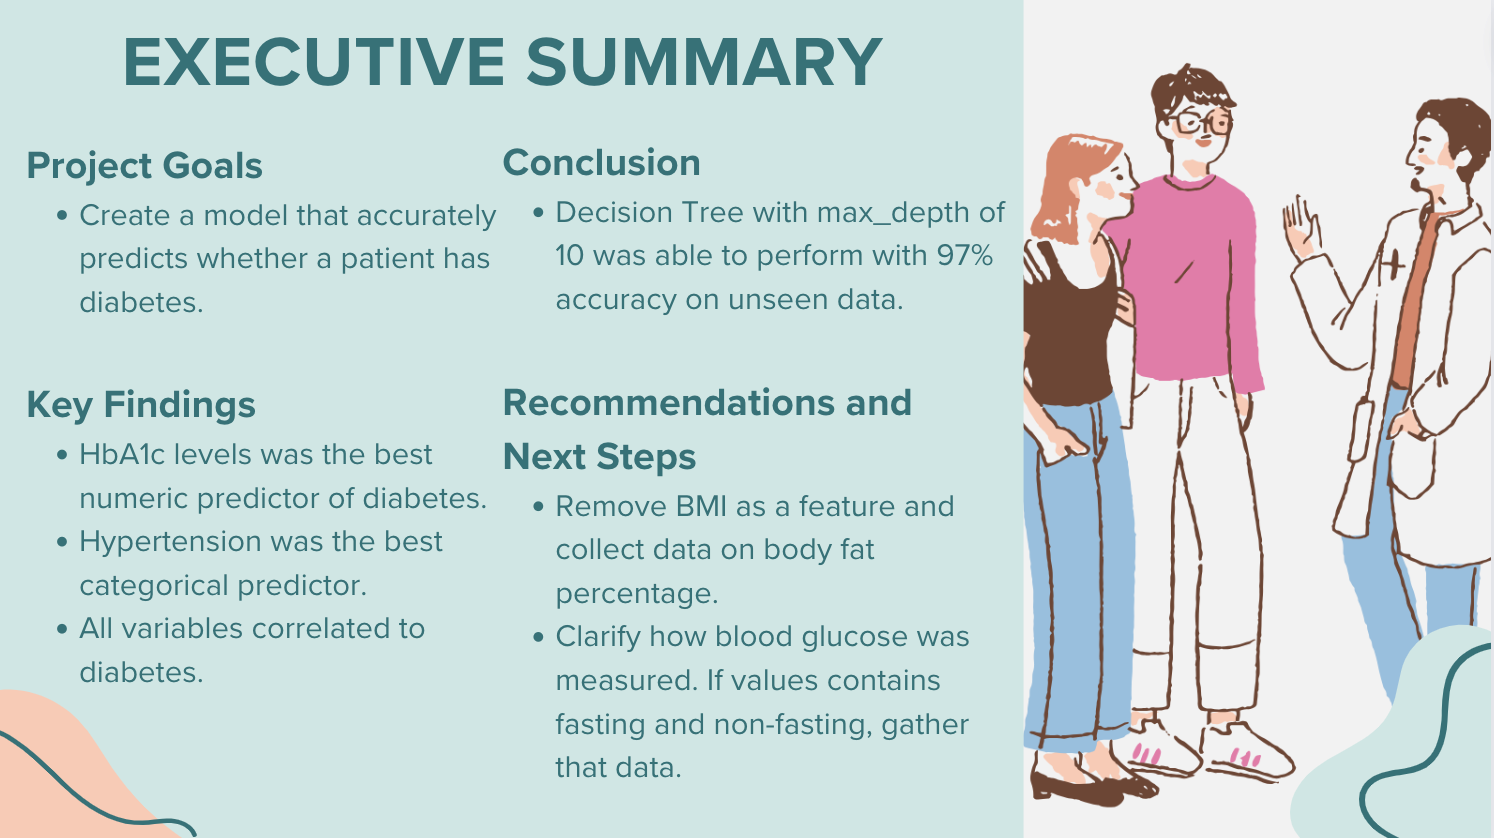 EXECUTIVE SUMMARY
Project Goals
• Create a model that accurately
predicts whether a patient has
diabetes.
Key Findings
• HbA1c levels was the best
numeric predictor of diabetes.
• Hypertension was the best
categorical predictor.
• All variables correlated to
diabetes.
Conclusion
• Decision Tree with max_depth of
10 was able to perform with 97%
accuracy on unseen data.
Recommendations and
Next Steps
• Remove BMI as a feature and
collect data on body fat
percentage.
• Clarify how blood glucose was
measured. If values contains
fasting and non-fasting, gather
that data.